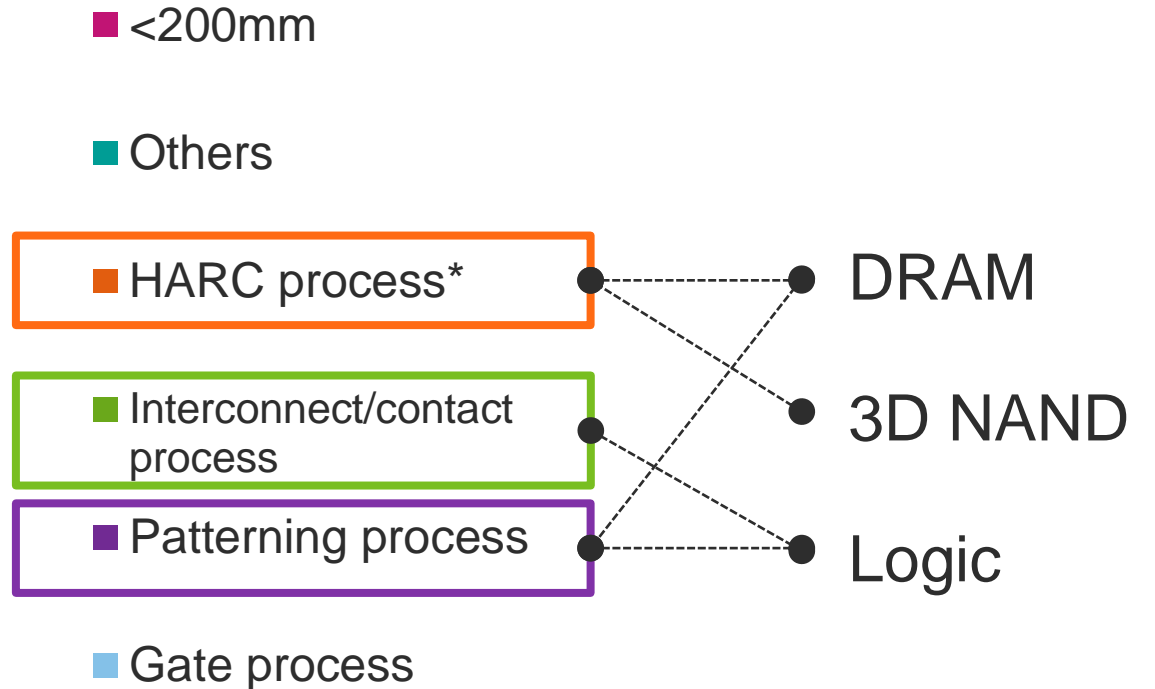 <200mm
Others
HARC process*
DRAM
Interconnect/contact
process
3D NAND
Patterning process
Logic
Gate process